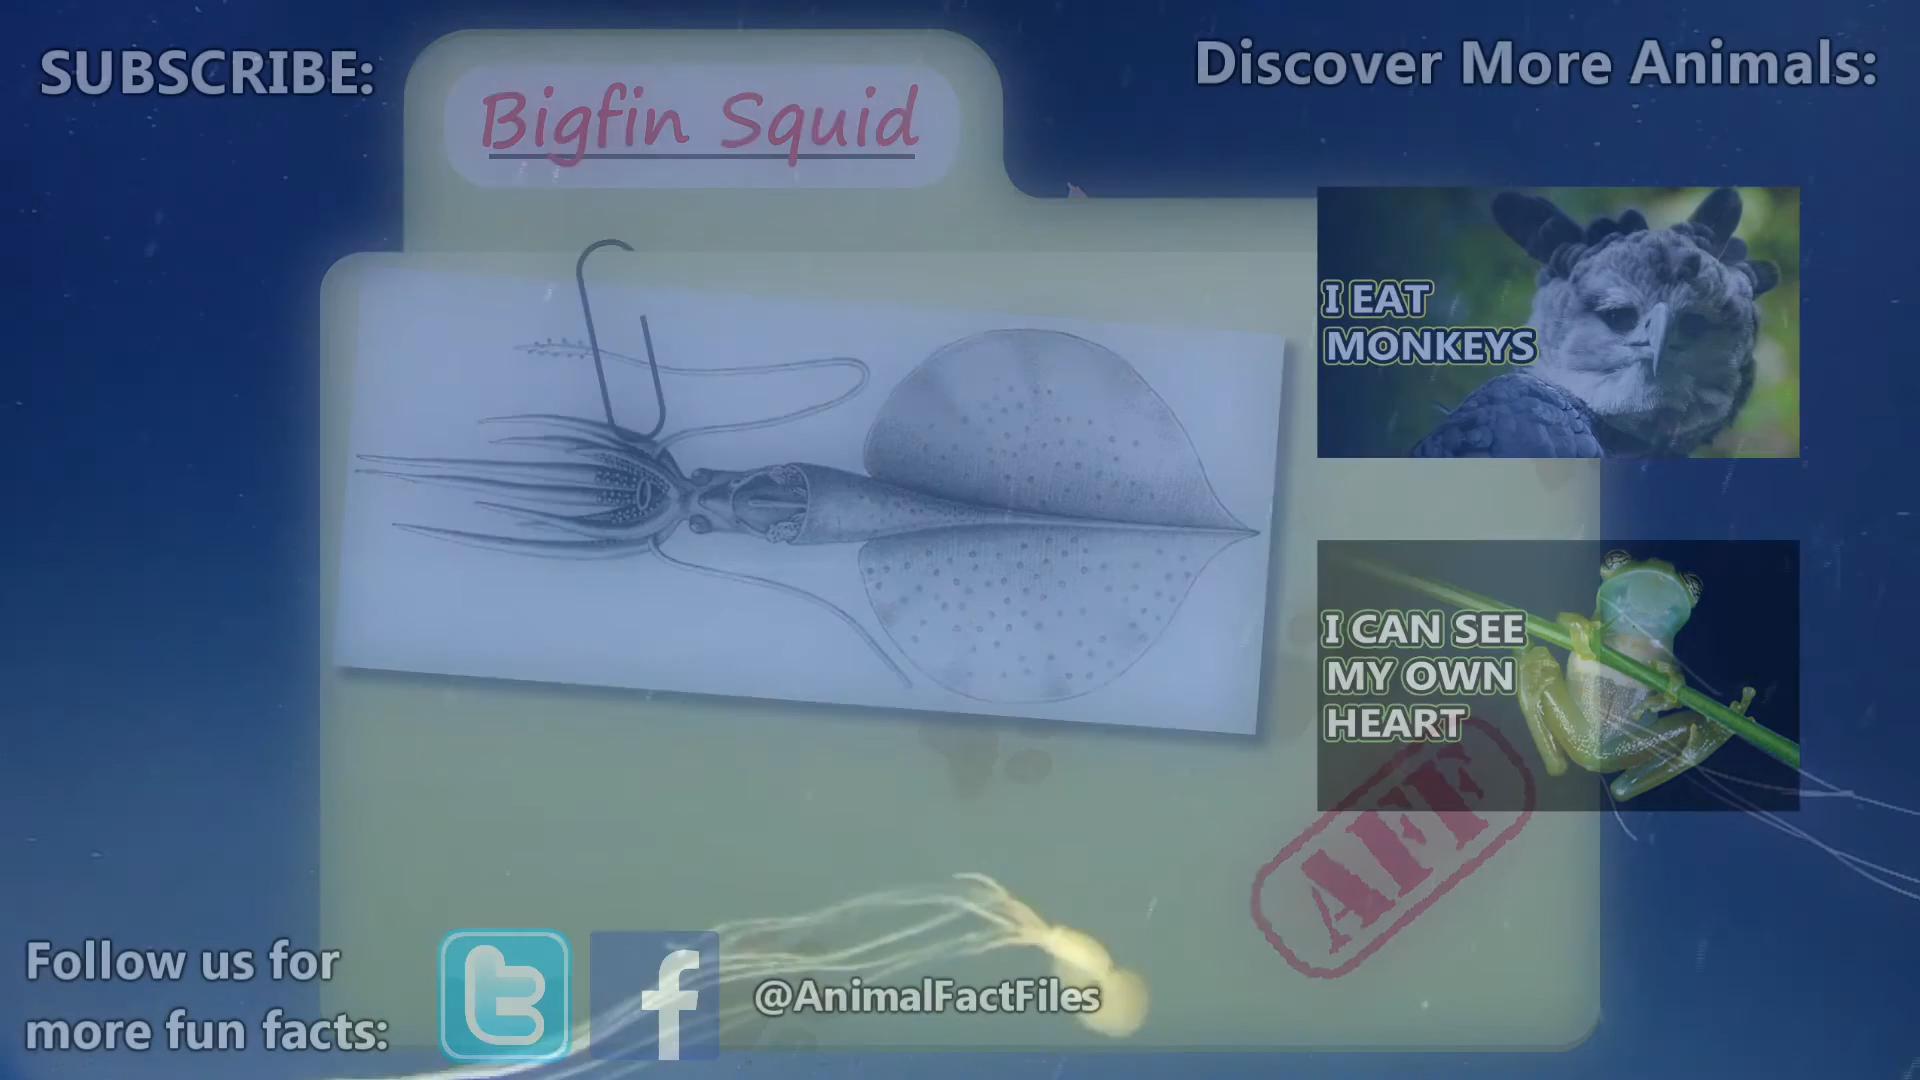 SUBSCRIBE:
Bigfin Squid
Discover More Animals:
I EAT
MONKEYS
I CAN SEE
MY OWN
HEART
AFF
Follow us for
more fun facts:
@AnimalFactFiles